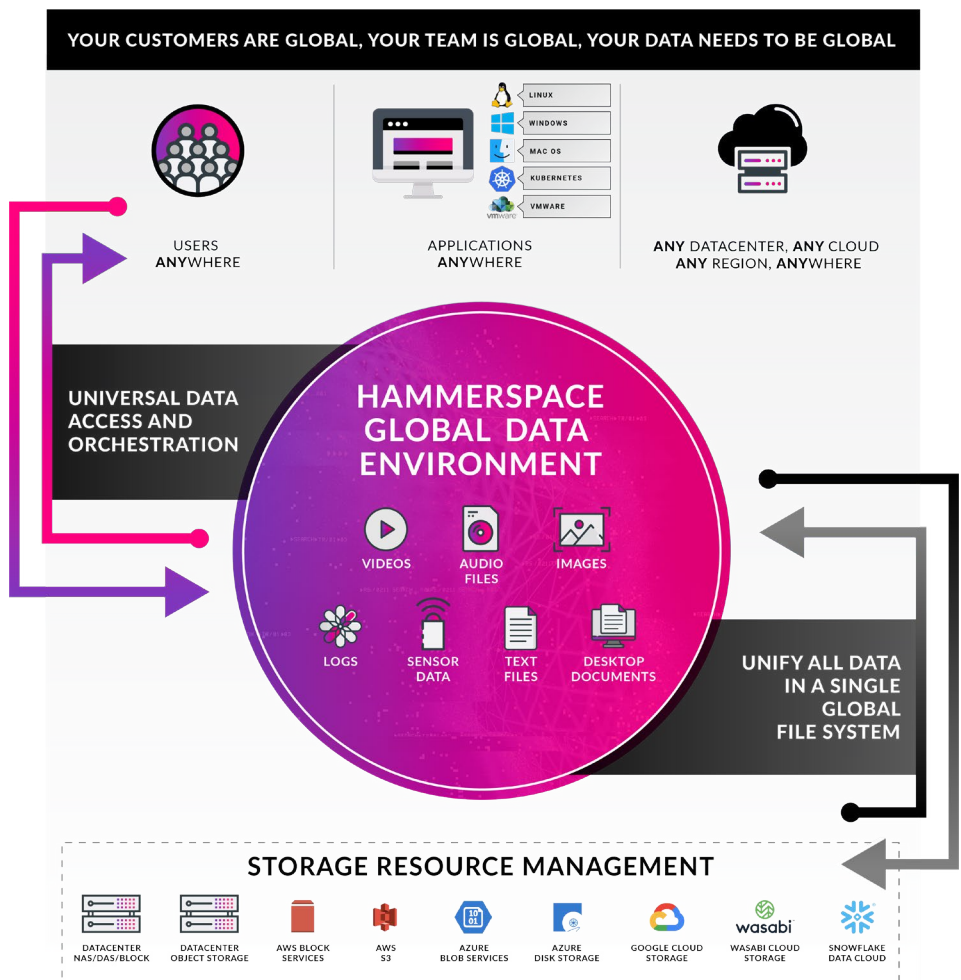 YOUR CUSTOMERS ARE GLOBAL, YOUR TEAM IS GLOBAL, YOUR DATA NEEDS TO BE GLOBAL
LINUX
WINDOWS
MAC OS
KUBERNETES
vmware
VMWARE
USERS
ANYWHERE
APPLICATIONS
ANYWHERE
ANY DATACENTER, ANY CLOUD
ANY REGION, ANYWHERE
UNIVERSAL DATA
ACCESS AND
ORCHESTRATION
HAMMERSPACE
GLOBAL DATA
ENVIRONMENT
VIDEOS
AUDIO
FILES
IMAGES
LOGS
SENSOR
DATA
TEXT
FILES
DESKTOP
DOCUMENTS
UNIFY ALL DATA
IN A SINGLE
GLOBAL
FILE SYSTEM
STORAGE RESOURCE MANAGEMENT
DATACENTER
NAS/DAS/BLOCK
DATACENTER
OBJECT STORAGE
AWS BLOCK
SERVICES
AWS
S3
10
01
AZURE
BLOB SERVICES
AZURE
DISK STORAGE
GOOGLE CLOUD
STORAGE
wasabi
WASABI CLOUD
STORAGE
SNOWFLAKE
DATA CLOUD